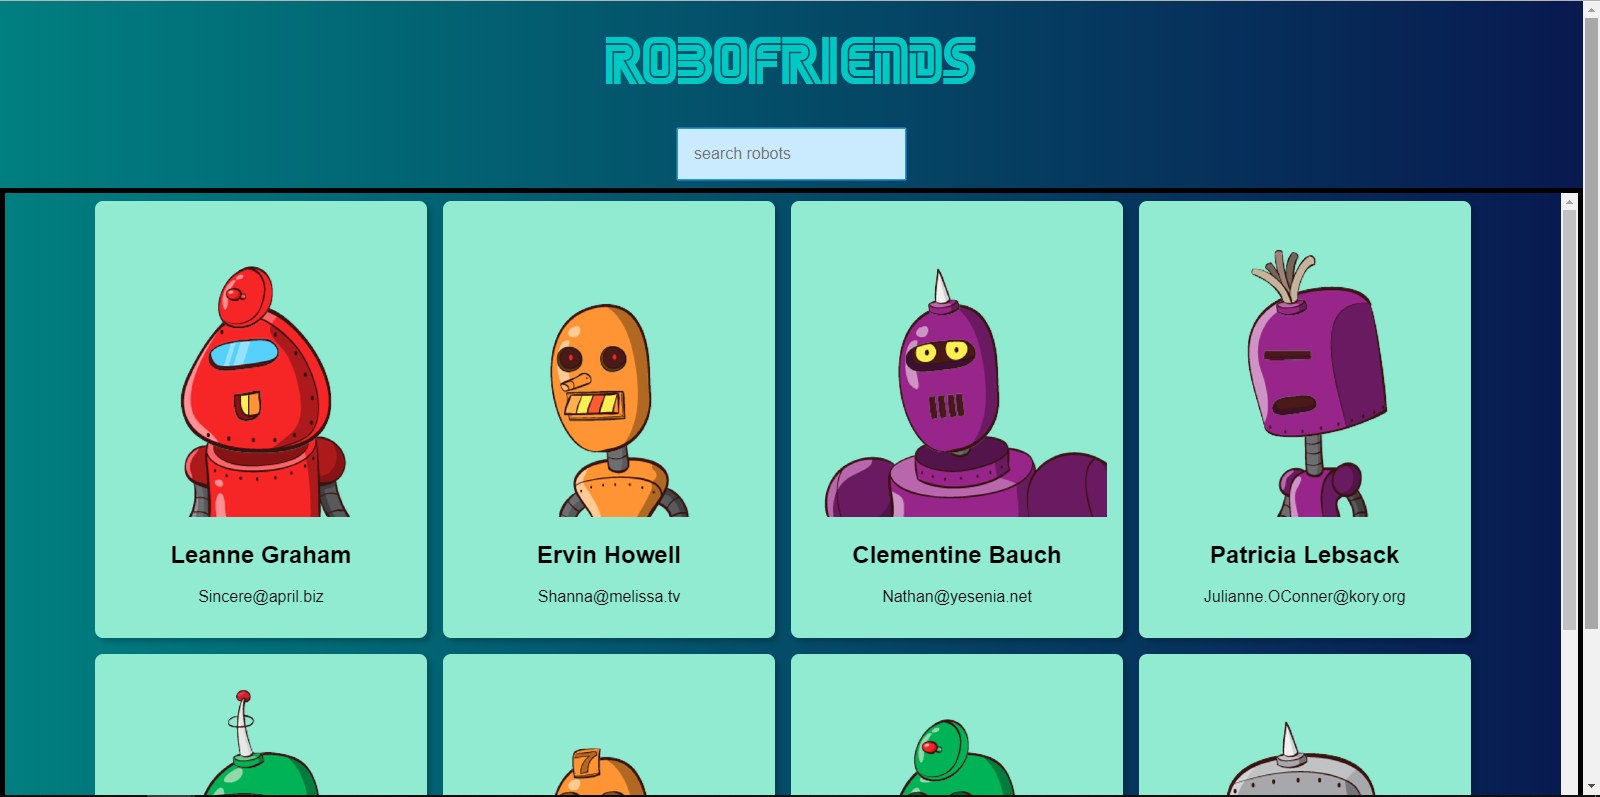 ROBOFRIENDS
search robots
Leanne Graham
Sincere@april.biz
Ervin Howell
Shanna@melissa.tv
Clementine Bauch
Nathan@yesenia.net
Patricia Lebsack
Julianne.OConner@kory.org
7